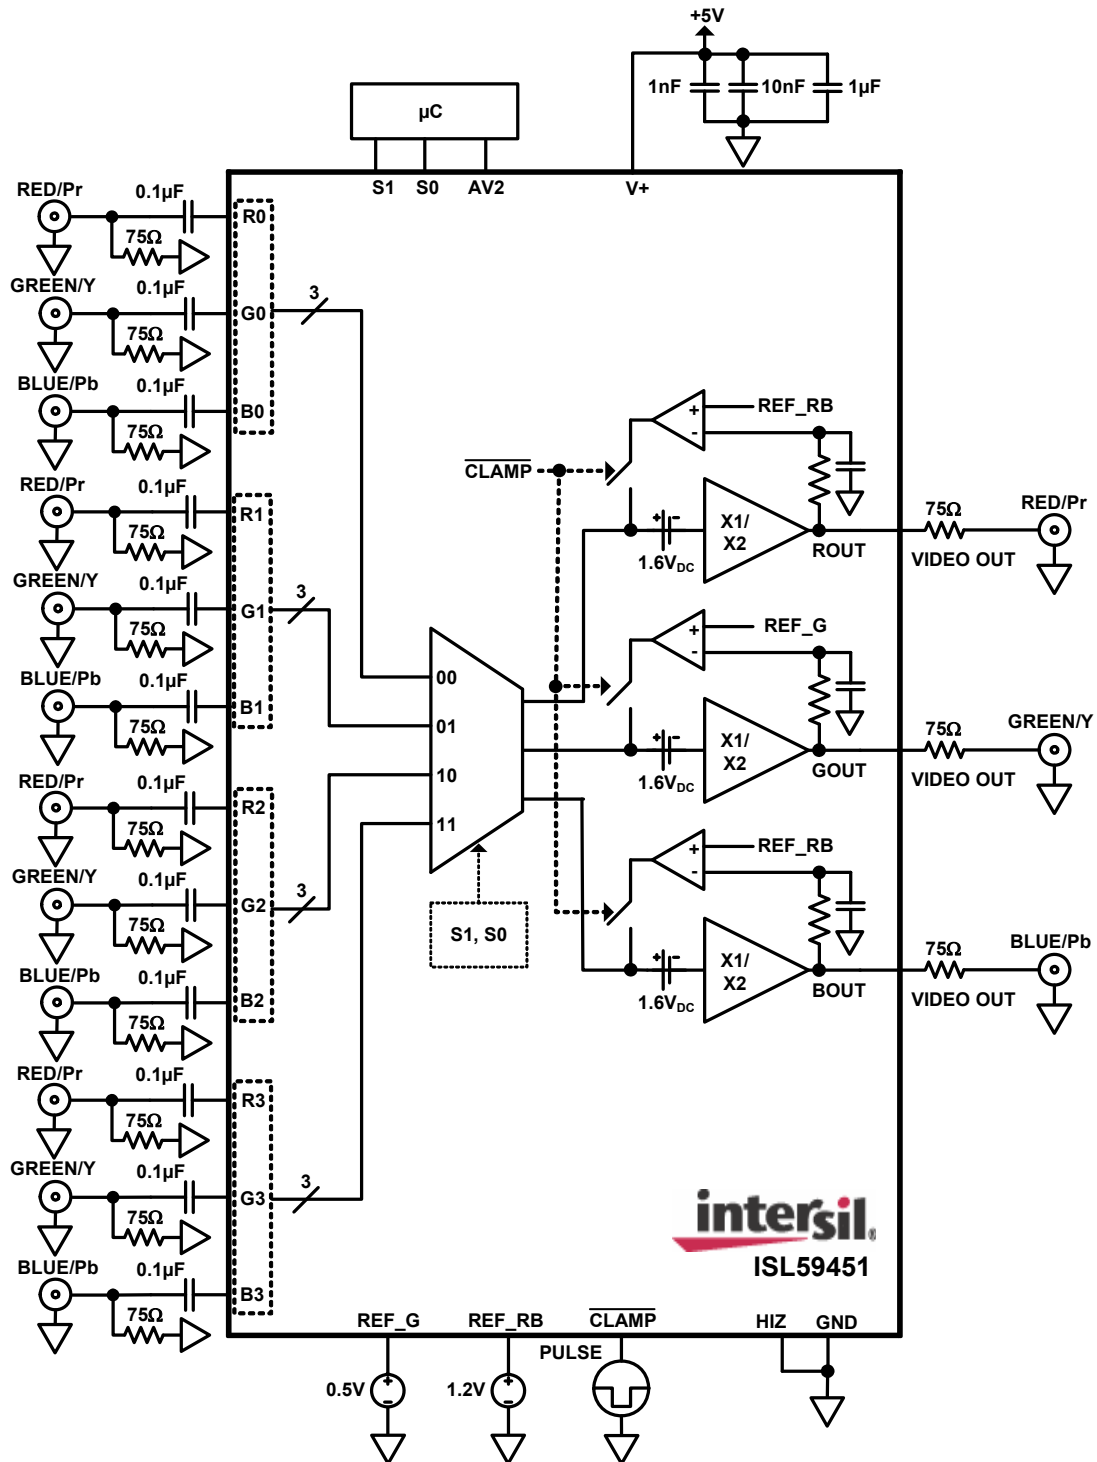 +5V
1nF 10nF 1µF
µC
S1 S0 AV2 V+
RED/Pr
0.1µF
R0
75Ω
GREEN/Y
0.1µF
G0
3
75Ω
BLUE/Pb
0.1µF
B0
75Ω
RED/Pr
0.1µF
R1
75Ω
GREEN/Y
0.1µF
G1
3
75Ω
BLUE/Pb
0.1µF
B1
75Ω
RED/Pr
0.1µF
R2
75Ω
GREEN/Y
0.1µF
G2
3
75Ω
BLUE/Pb
0.1µF
B2
75Ω
RED/Pr
0.1µF
R3
75Ω
GREEN/Y
0.1µF
G3
3
75Ω
BLUE/Pb
0.1µF
B3
75Ω
00
01
10
11
S1, S0
CLAMP
+
-
REF_RB
+ -
1.6VDC
X1/
X2
ROUT
75Ω
VIDEO OUT
RED/Pr
+
-
REF_G
+ -
1.6VDC
X1/
X2
GOUT
75Ω
VIDEO OUT
GREEN/Y
+
-
REF_RB
+ -
1.6VDC
X1/
X2
BOUT
75Ω
VIDEO OUT
BLUE/Pb
intersil®
ISL59451
REF_G REF_RB CLAMP HIZ GND
PULSE
0.5V
+
-
1.2V
+
-